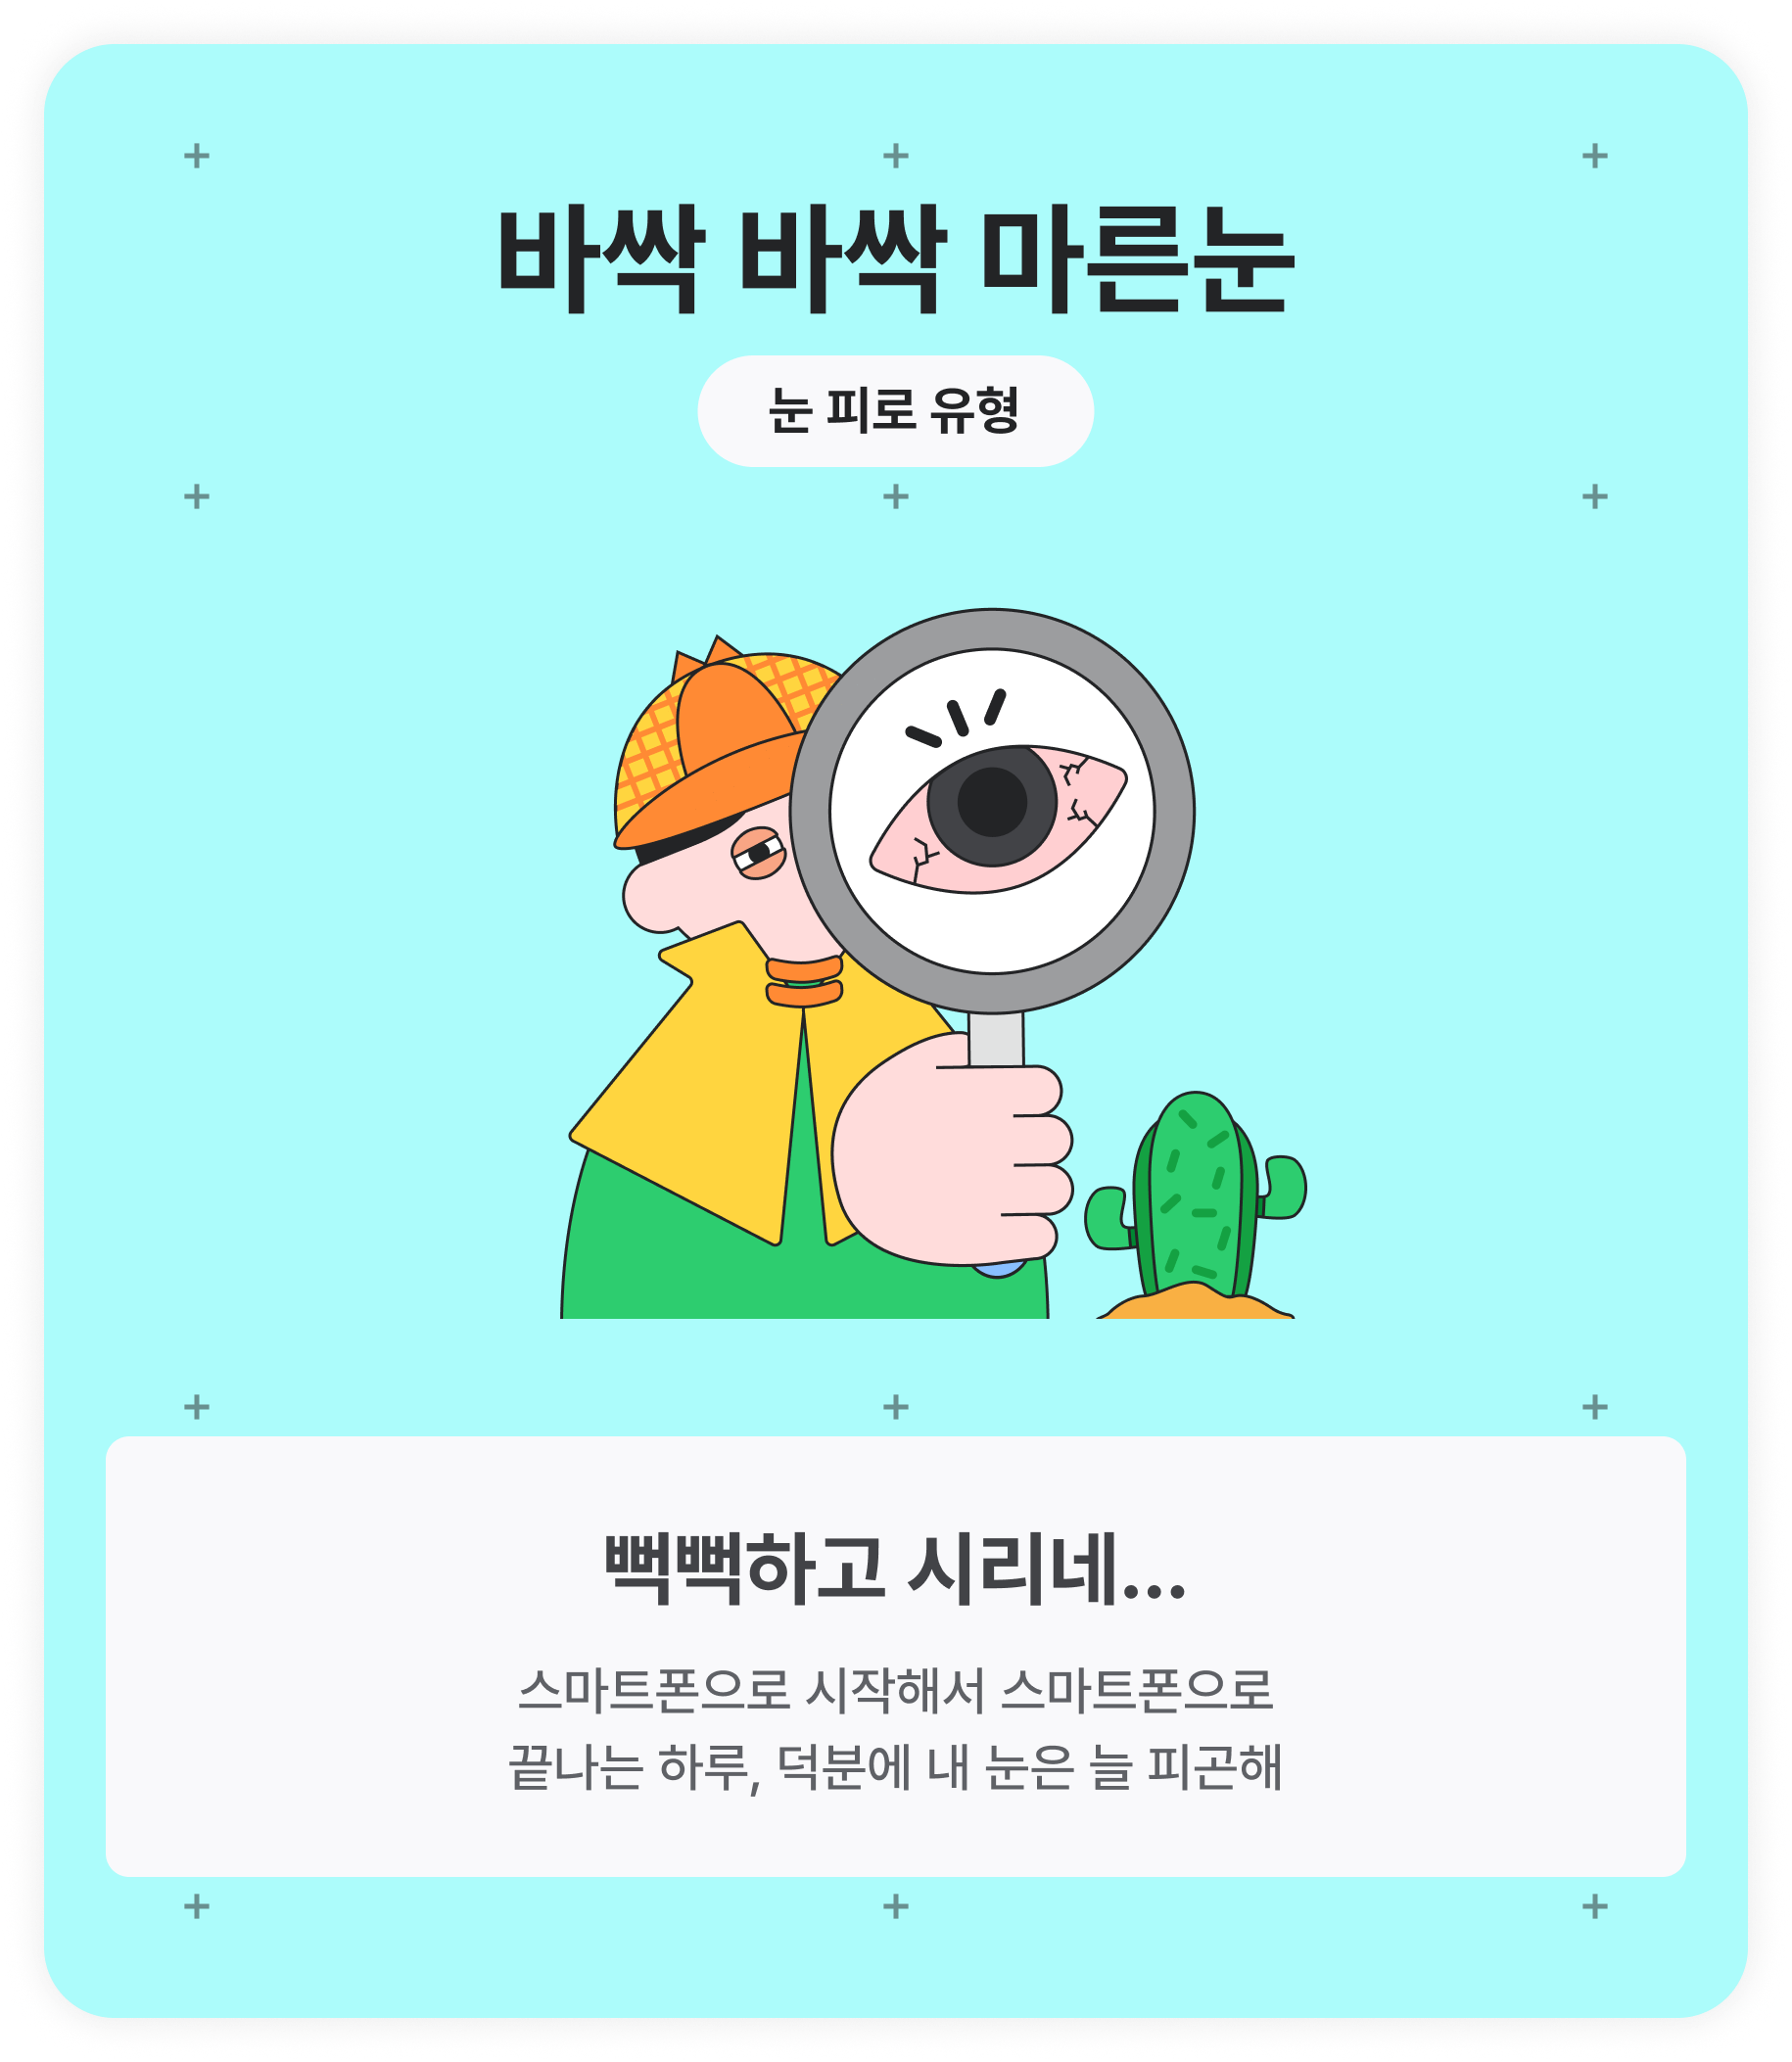 바싹 바싹 마른눈
눈 피로 유형
뻑뻑하고 시리네...
스마트폰으로 시작해서 스마트폰으로
끝나는 하루, 덕분에 내 눈은 늘 피곤해